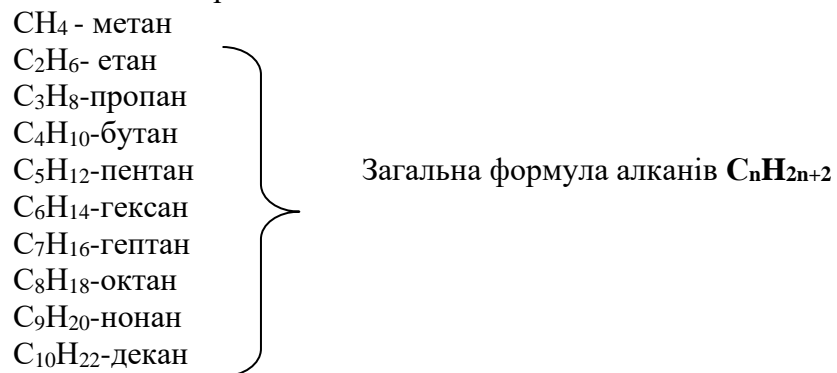 CH₄ - метан
C₂H₆- етан
C₃H₈-пропан
C₄H₁₀-бутан
C₅H₁₂-пентан
Загальна формула алканів CₙH₂ₙ₊₂
C₆H₁₄-гексан
C₇H₁₆-гептан
C₈H₁₈-октан
C₉H₂₀-нонан
C₁₀H₂₂-декан